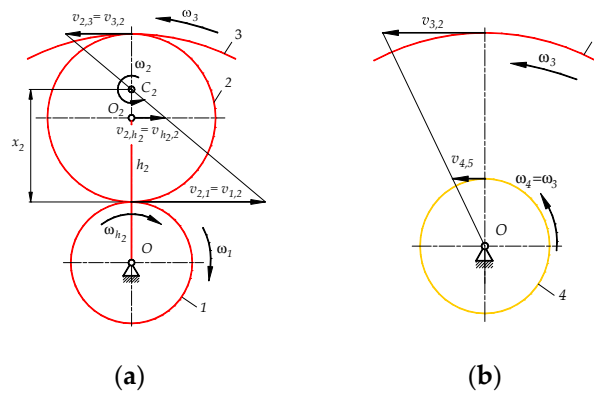 v2,3= v3,2
ω3
3
ω2
2
C2
O2
v2,h2= vh2,2
x2
h2
v2,1= v1,2
ωh2
O
ω1
1
(a)
v3,2
ω3
v4,5
ω4=ω3
O
4
(b)